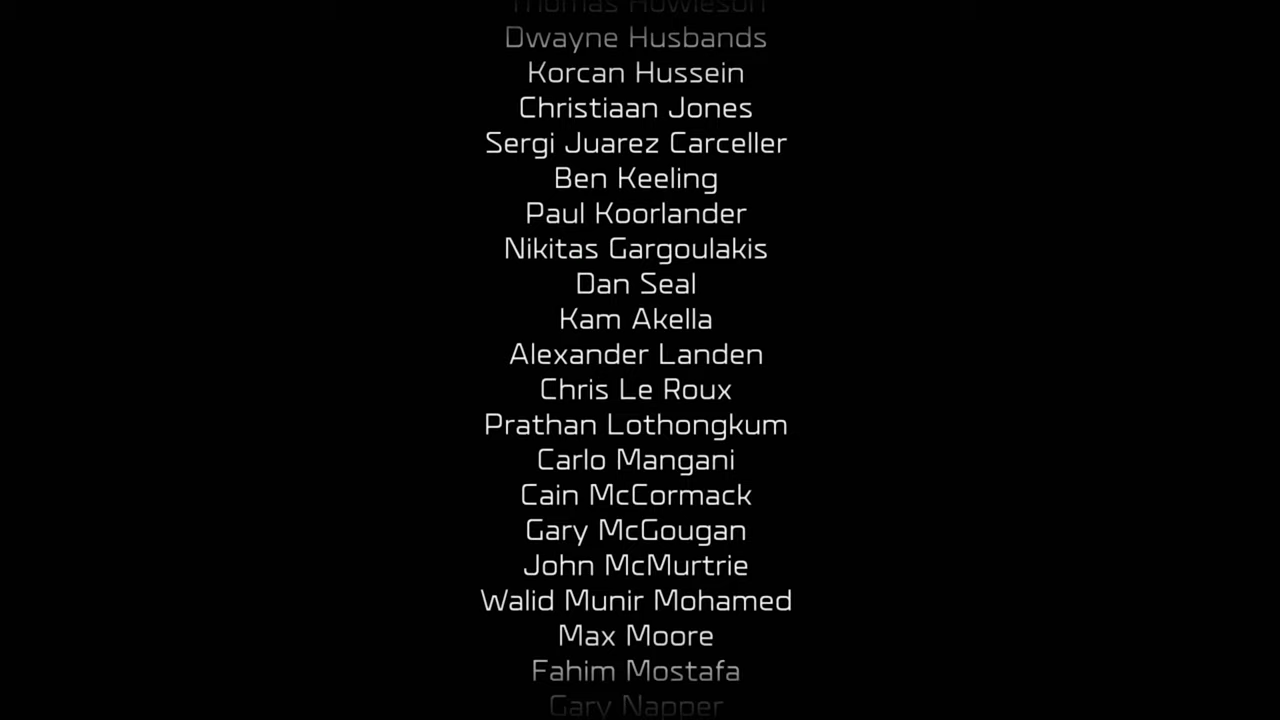 Thomas Howieson
Dwayne Husbands
Korcan Hussein
Christiaan Jones
Sergi Juarez Carceller
Ben Keeling
Paul Koorlander
Nikitas Gargoulakis
Dan Seal
Kam Akella
Alexander Landen
Chris Le Roux
Prathan Lothongkum
Carlo Mangani
Cain McCormack
Gary McGougan
John McMurtrie
Walid Munir Mohamed
Max Moore
Fahim Mostafa
Gary Napper